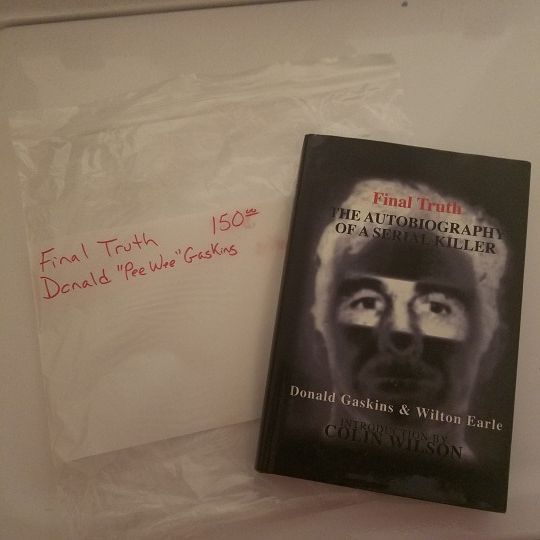 150.00
Final Truth
Donald "Pee Wee" Gaskins
Final Truth
THE AUTOBIOGRAPHY
OF A SERIAL KILLER
Donald Gaskins & Wilton Earle
INTRODUCTION BY
COLIN WILSON